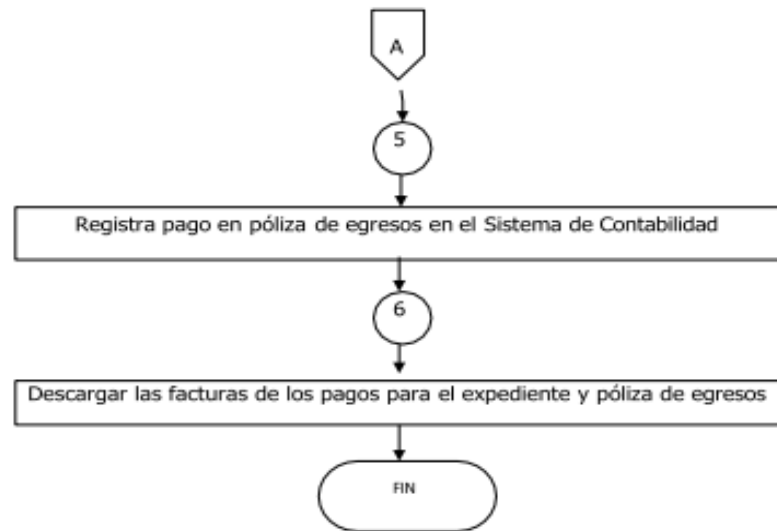 A
5
Registra pago en póliza de egresos en el Sistema de Contabilidad
6
Descargar las facturas de los pagos para el expediente y póliza de egresos
FIN